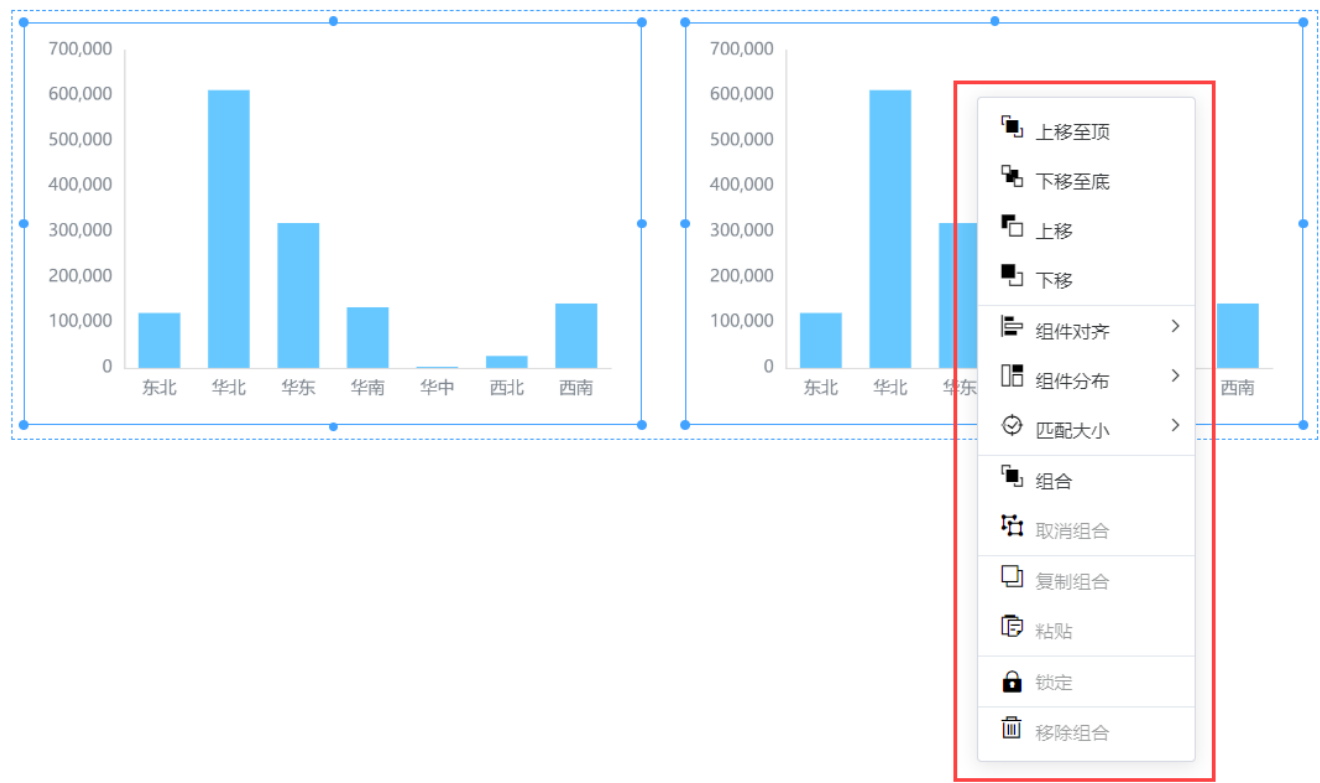 700,000
600,000
500,000
400,000
300,000
200,000
100,000
0
东北 华北 华东 华南 华中 西北 西南
700,000
600,000
500,000
400,000
300,000
200,000
100,000
0
东北 华北 华东 西南
上移至顶
下移至底
上移
下移
组件对齐
组件分布
匹配大小
组合
取消组合
复制组合
粘贴
锁定
移除组合